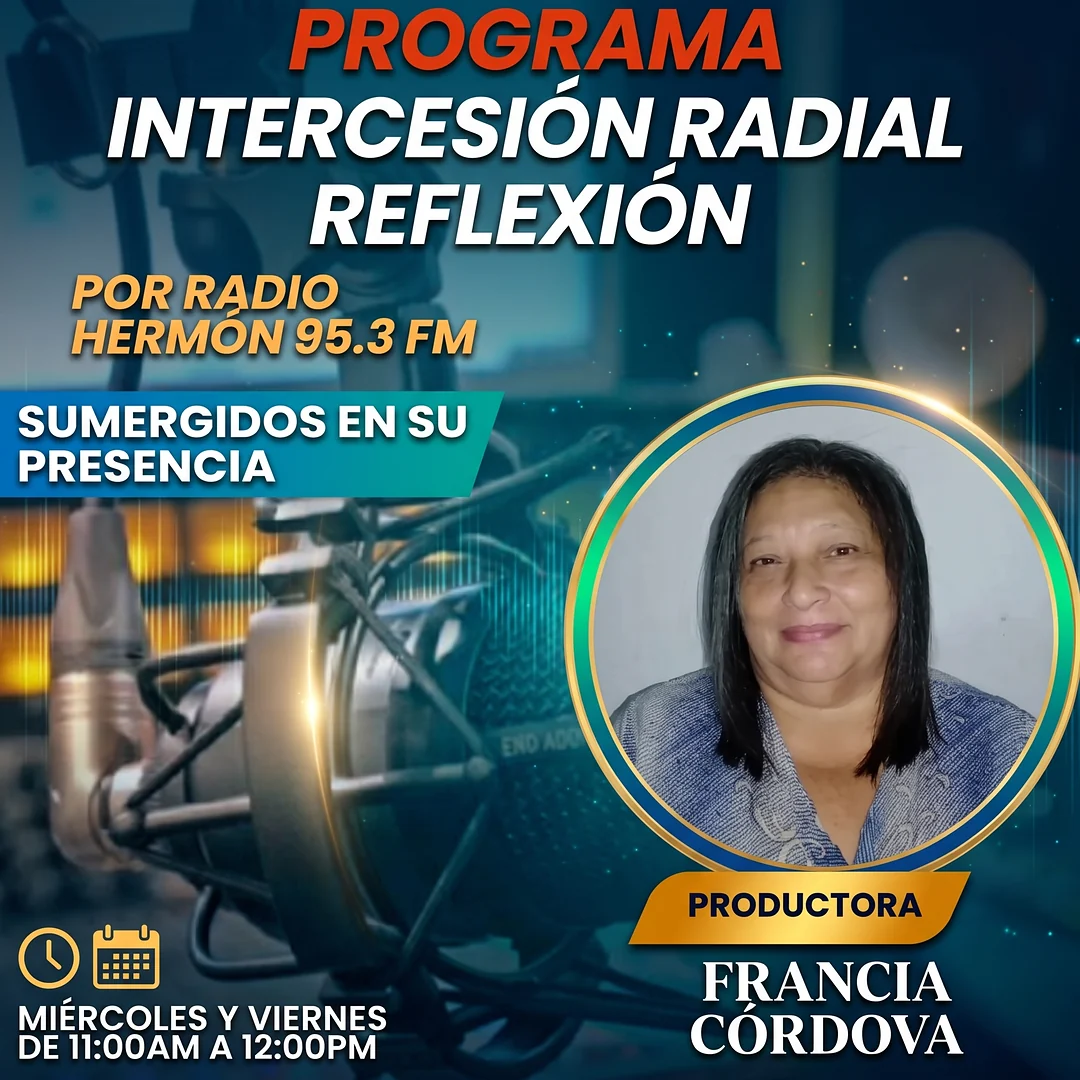 PROGRAMA
INTERCESIÓN RADIAL
REFLEXIÓN
POR RADIO
HERMÓN 95.3 FM
SUMERGIDOS EN SU
PRESENCIA
PRODUCTORA
FRANCIA
CÓRDOVA
MIÉRCOLES Y VIERNES
DE 11:00AM A 12:00PM